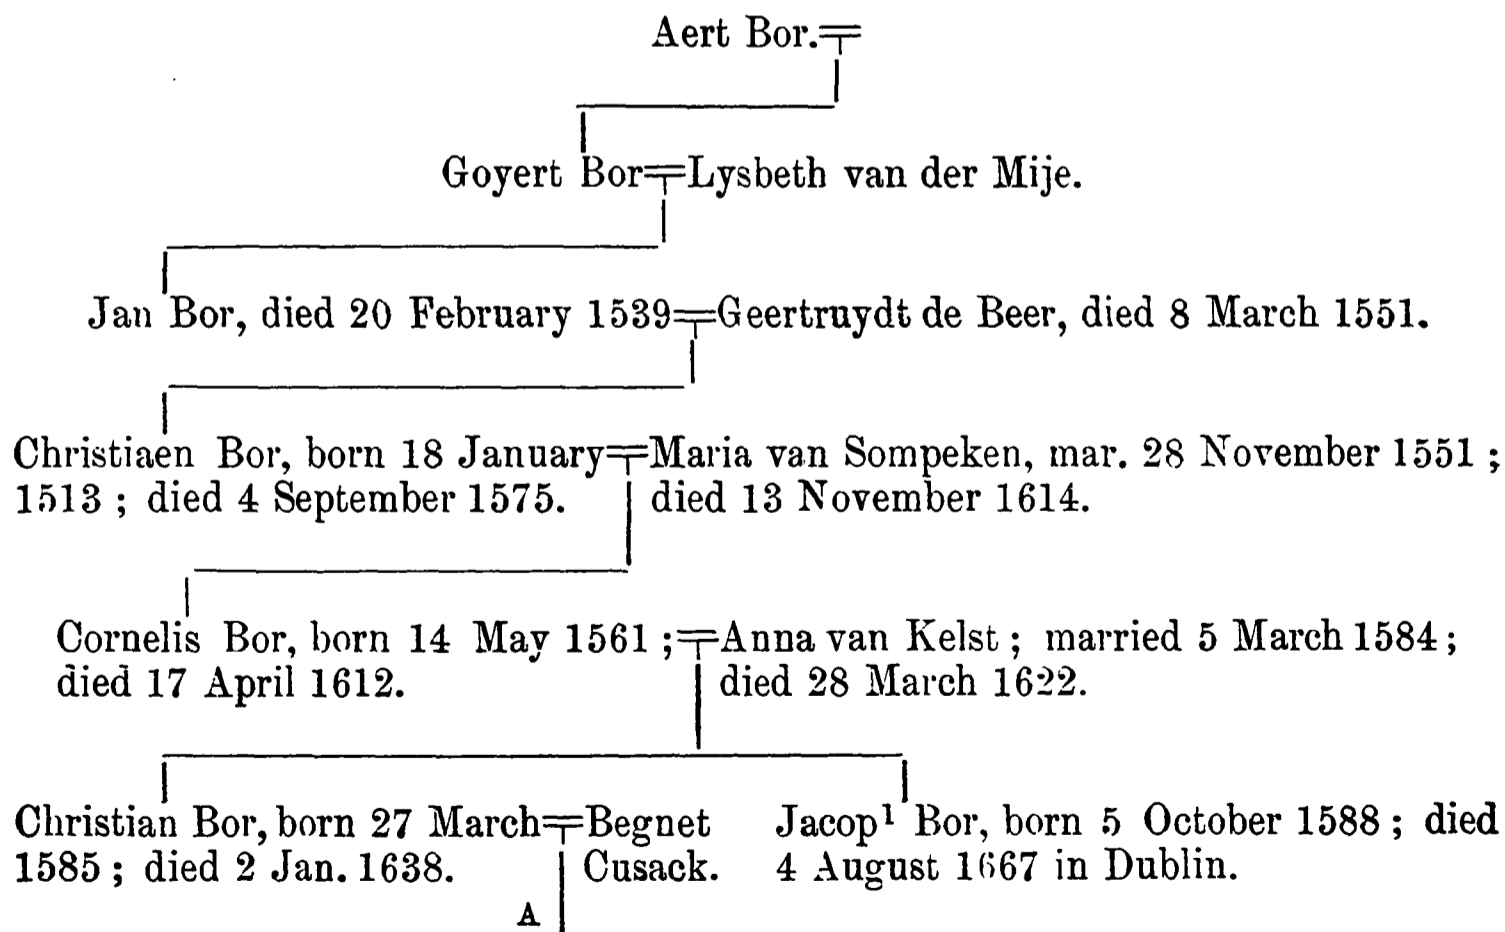 Aert Bor.
Goyert Bor Lysbeth van der Mije.
Jan Bor, died 20 February 1539 Geertruydt de Beer, died 8 March 1551.
Christiaen Bor, born 18 January Maria van Sompeken, mar. 28 November 1551 ;
1513 ; died 4 September 1575. died 13 November 1614.
Cornelis Bor, born 14 May 1561 ; Anna van Kelst ; married 5 March 1584 ;
died 17 April 1612. died 28 March 1622.
Christian Bor, born 27 March Begnet Jacop¹ Bor, born 5 October 1588 ; died
1585 ; died 2 Jan. 1638. Cusack. 4 August 1667 in Dublin.
A